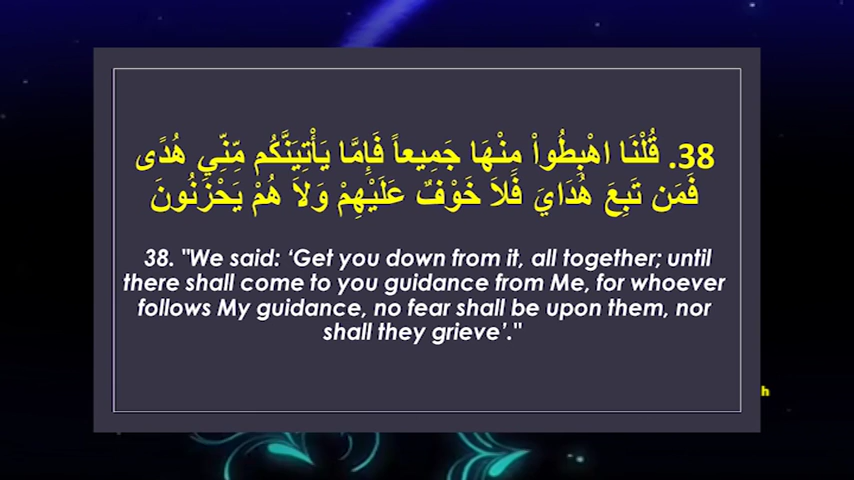 38. قُلْنَا اهْبِطُواْ مِنْهَا جَمِيعاً فَإِمَّا يَأْتِيَنَّكُم مِّنِّي هُدًى
فَمَن تَبِعَ هُدَايَ فَلاَ خَوْفٌ عَلَيْهِمْ وَلاَ هُمْ يَحْزَنُونَ
38. "We said: ‘Get you down from it, all together; until
there shall come to you guidance from Me, for whoever
follows My guidance, no fear shall be upon them, nor
shall they grieve’."